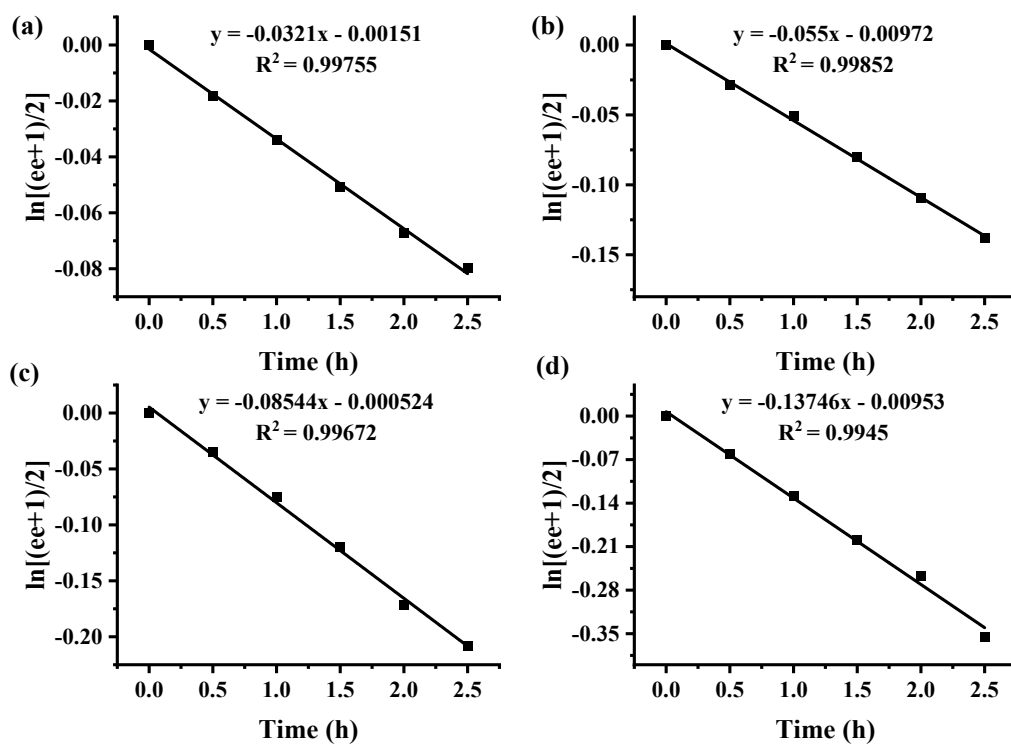 (a)
y = -0.0321x - 0.00151
R² = 0.99755
0.00
-0.02
-0.04
-0.06
-0.08
ln[(ee+1)/2]
0.0 0.5 1.0 1.5 2.0 2.5
Time (h)
(b)
y = -0.055x - 0.00972
R² = 0.99852
0.00
-0.05
-0.10
-0.15
ln[(ee+1)/2]
0.0 0.5 1.0 1.5 2.0 2.5
Time (h)
(c)
y = -0.08544x - 0.000524
R² = 0.99672
0.00
-0.05
-0.10
-0.15
-0.20
ln[(ee+1)/2]
0.0 0.5 1.0 1.5 2.0 2.5
Time (h)
(d)
y = -0.13746x - 0.00953
R² = 0.9945
0.00
-0.07
-0.14
-0.21
-0.28
-0.35
ln[(ee+1)/2]
0.0 0.5 1.0 1.5 2.0 2.5
Time (h)